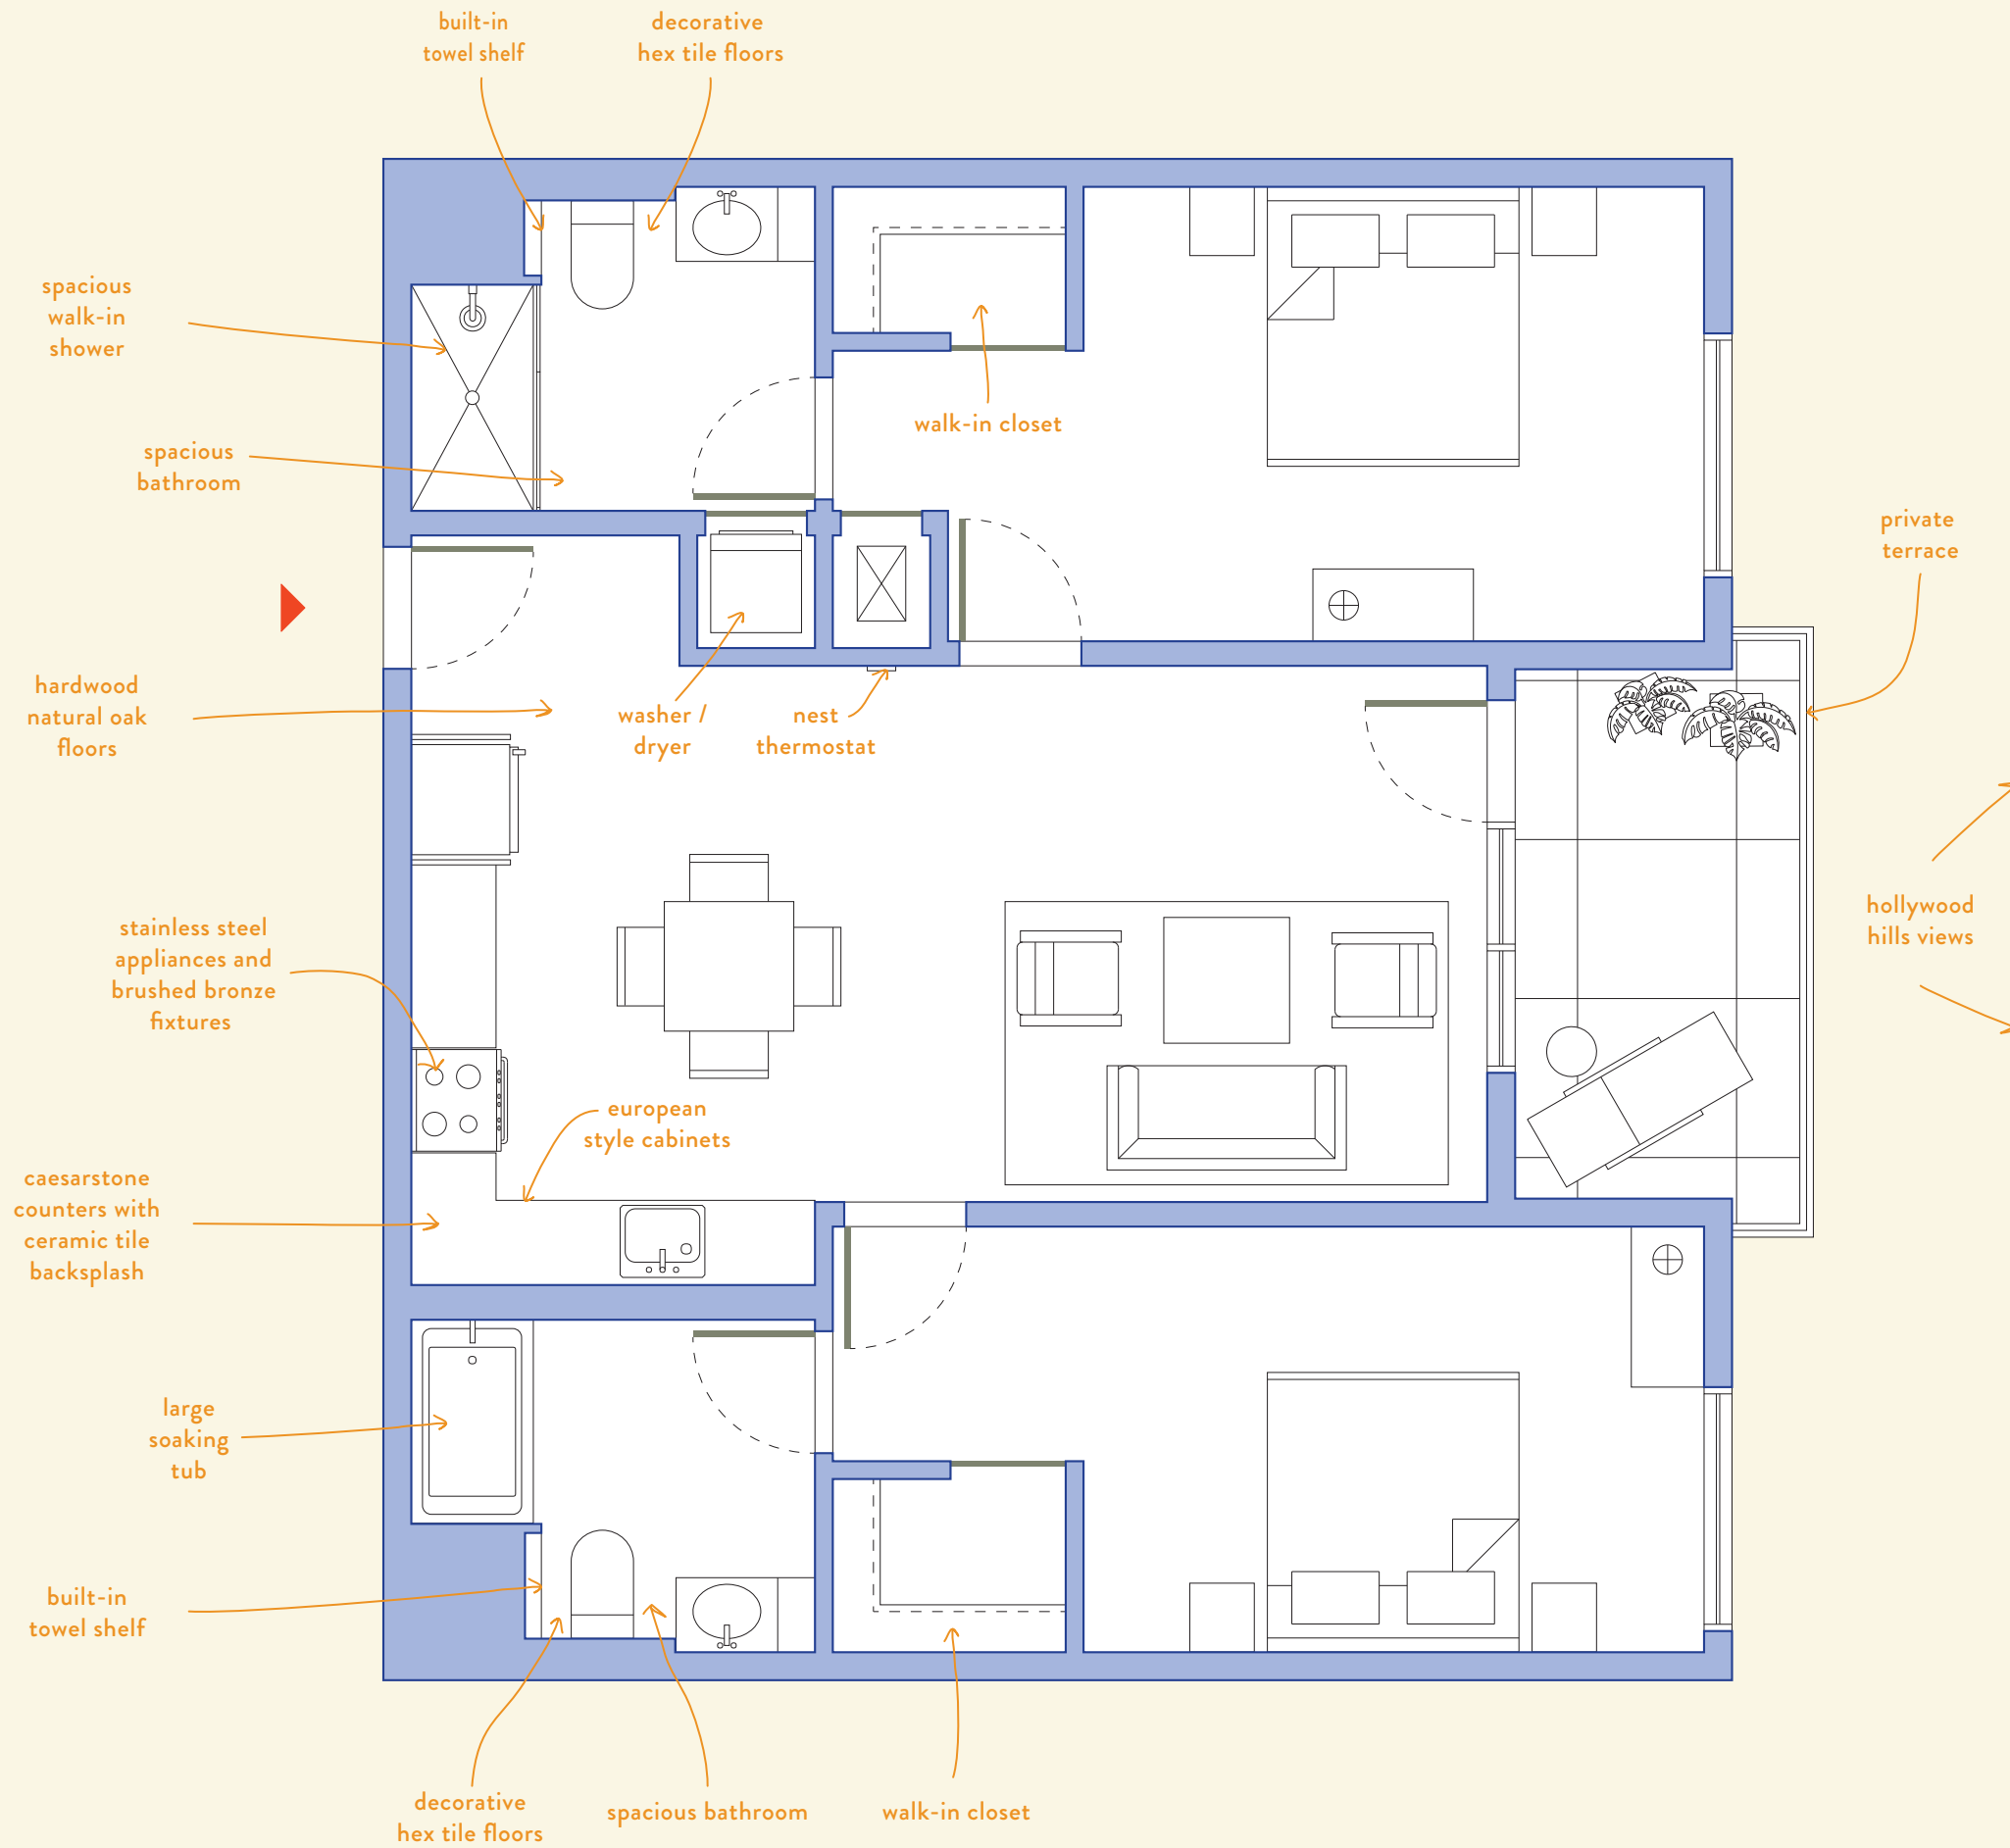 built-in
towel shelf
decorative
hex tile floors
spacious
walk-in
shower
walk-in closet
spacious
bathroom
private
terrace
hardwood
natural oak
floors
washer /
dryer
nest
thermostat
hollywood
hills views
stainless steel
appliances and
brushed bronze
fixtures
european
style cabinets
caesarstone
counters with
ceramic tile
backsplash
large
soaking
tub
built-in
towel shelf
decorative
hex tile floors
spacious bathroom
walk-in closet